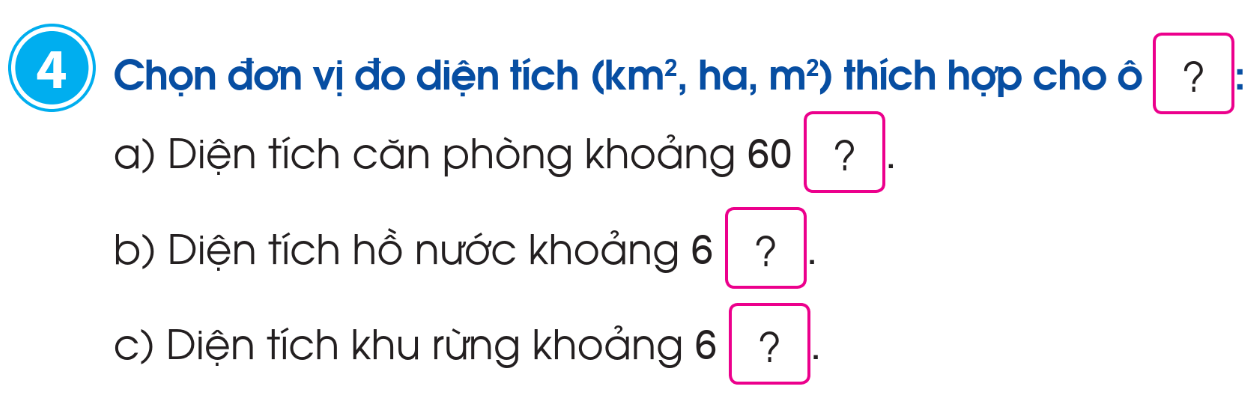 4 Chọn đơn vị đo diện tích (km², ha, m²) thích hợp cho ô ? :
a) Diện tích căn phòng khoảng 60 ? .
b) Diện tích hồ nước khoảng 6 ? .
c) Diện tích khu rừng khoảng 6 ? .